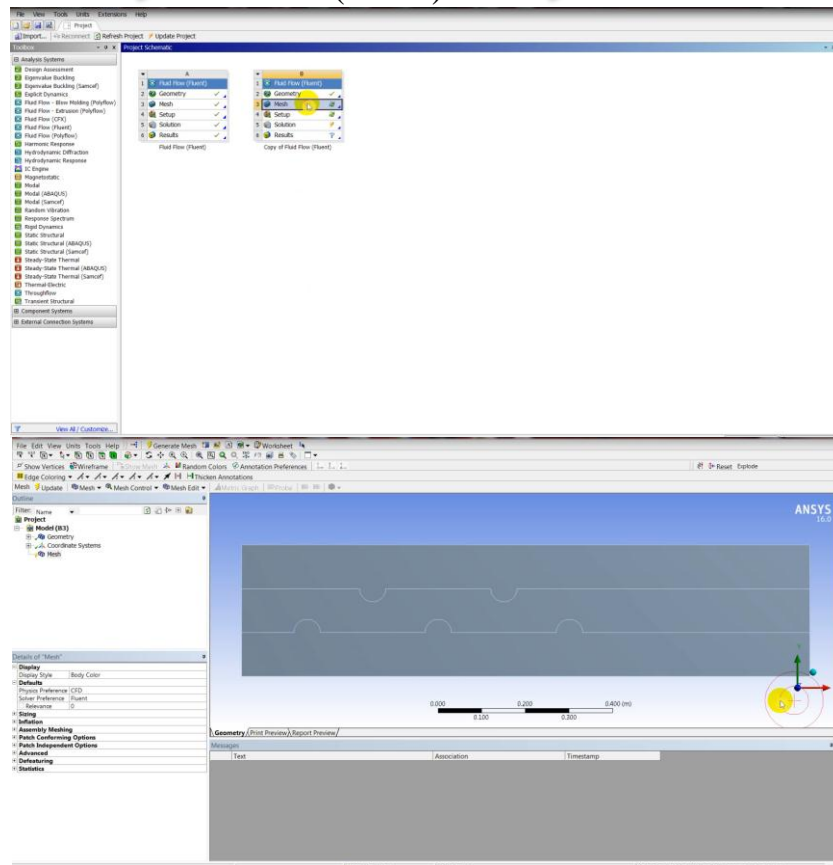 File View Tools Units Extensions Help
Project
Import... Reconnect Refresh Project Update Project
Toolbox
Project Schematic
Analysis Systems
Design Assessment
Eigenvalue Buckling
Eigenvalue Buckling (Samcef)
Explicit Dynamics
Fluid Flow - Blow Molding (Polyflow)
Fluid Flow - Extrusion (Polyflow)
Fluid Flow (CFX)
Fluid Flow (Fluent)
Fluid Flow (Polyflow)
Harmonic Response
Hydrodynamic Diffraction
Hydrodynamic Response
IC Engine
Magnetostatic
Modal
Modal (ABAQUS)
Modal (Samcef)
Random Vibration
Response Spectrum
Rigid Dynamics
Static Structural
Static Structural (ABAQUS)
Static Structural (Samcef)
Steady-State Thermal
Steady-State Thermal (ABAQUS)
Steady-State Thermal (Samcef)
Thermal-Electric
Throughflow
Transient Structural
Component Systems
External Connection Systems
View All / Customize...
A
1 Fluid Flow (Fluent)
2 Geometry
3 Mesh
4 Setup
5 Solution
6 Results
Fluid Flow (Fluent)
B
1 Fluid Flow (Fluent)
2 Geometry
3 Mesh
4 Setup
5 Solution
6 Results
Copy of Fluid Flow (Fluent)
File Edit View Units Tools Help Generate Mesh Worksheet
Show Vertices Wireframe Show Mesh Random Colors Annotation Preferences Reset Explode
Edge Coloring Thicken Annotations
Mesh Update Mesh Mesh Control Mesh Edit Metric Graph
Outline
Filter: Name
Project
Model (B3)
Geometry
Coordinate Systems
Mesh
Details of "Mesh"
Display
Display Style Body Color
Defaults
Physics Preference CFD
Solver Preference Fluent
Relevance 0
Sizing
Inflation
Assembly Meshing
Patch Conforming Options
Patch Independent Options
Advanced
Defeaturing
Statistics
ANSYS
16.0
0.000 0.200 0.400 (m)
0.100 0.300
Geometry Print Preview Report Preview
Messages
Text Association Timestamp